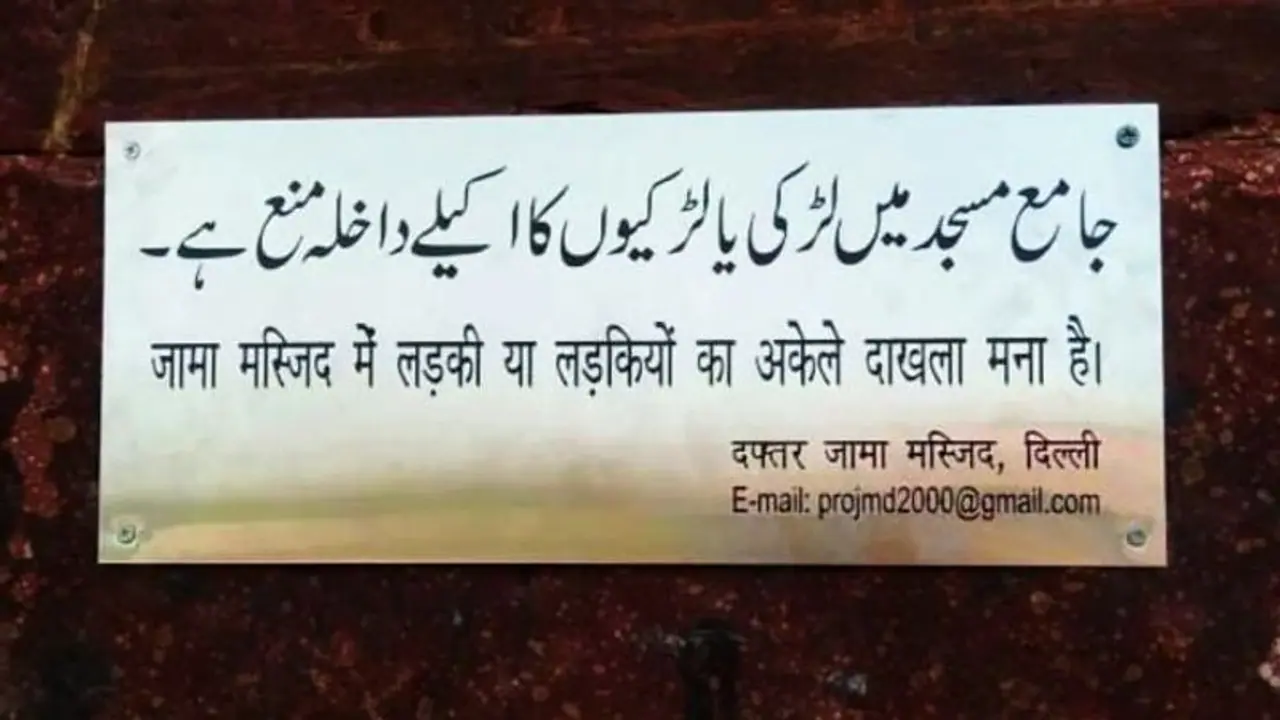 جامع مسجد میں لڑکی یا لڑکیوں کا اکیلے داخلہ منع ہے۔
जामा मस्जिद में लड़की या लड़कियों का अकेले दाखला मना है।
दफ्तर जामा मस्जिद, दिल्ली
E-mail: projmd2000@gmail.com